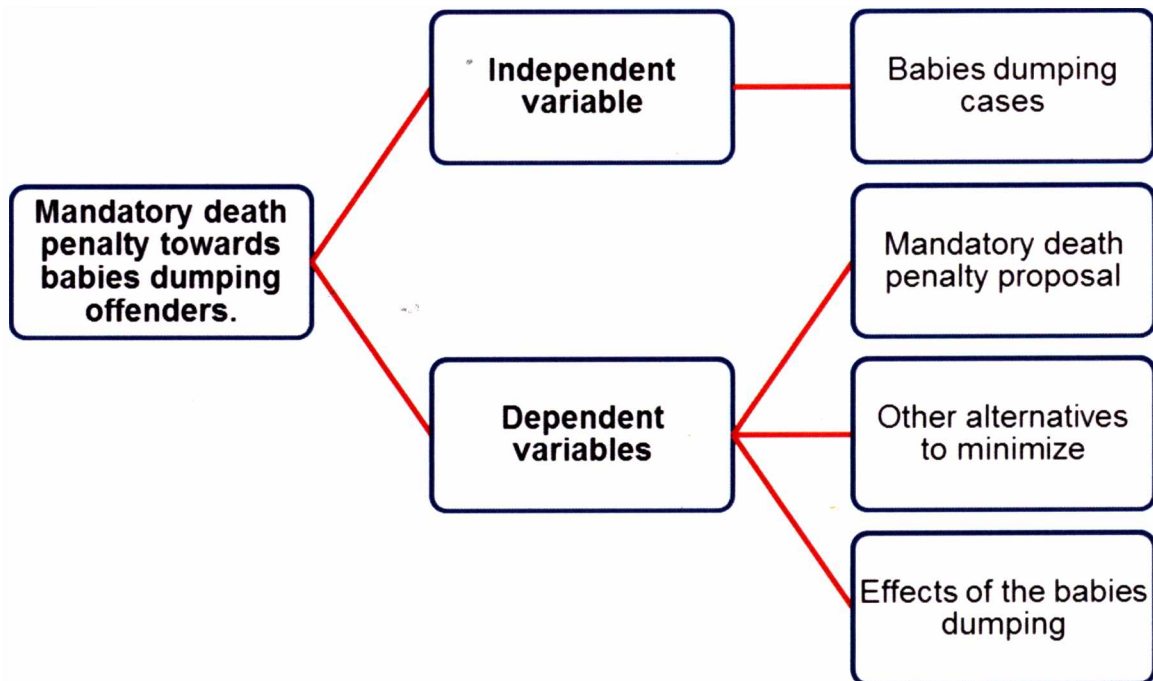 Independent
variable
Babies dumping
cases
Mandatory death
penalty towards
babies dumping
offenders.
Mandatory death
penalty proposal
Dependent
variables
Other alternatives
to minimize
Effects of the babies
dumping